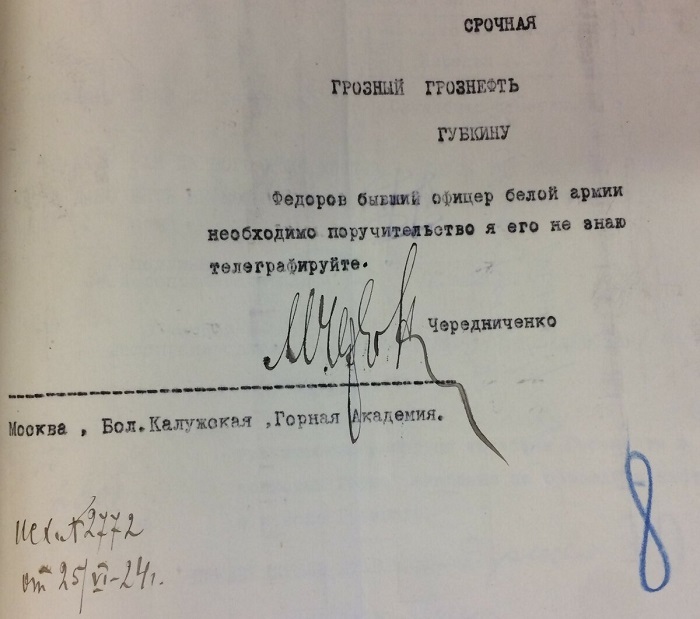 СРОЧНАЯ
ГРОЗНЫЙ ГРОЗНЕФТЬ
ГУБКИНУ
Федоров бывший офицер белой армии
необходимо поручительство я его не знаю
телеграфируйте.
Чередниченко
Москва , Бол.Калужская ,Горная Академия.
исх.№2772
от 25/VI-24г.
8